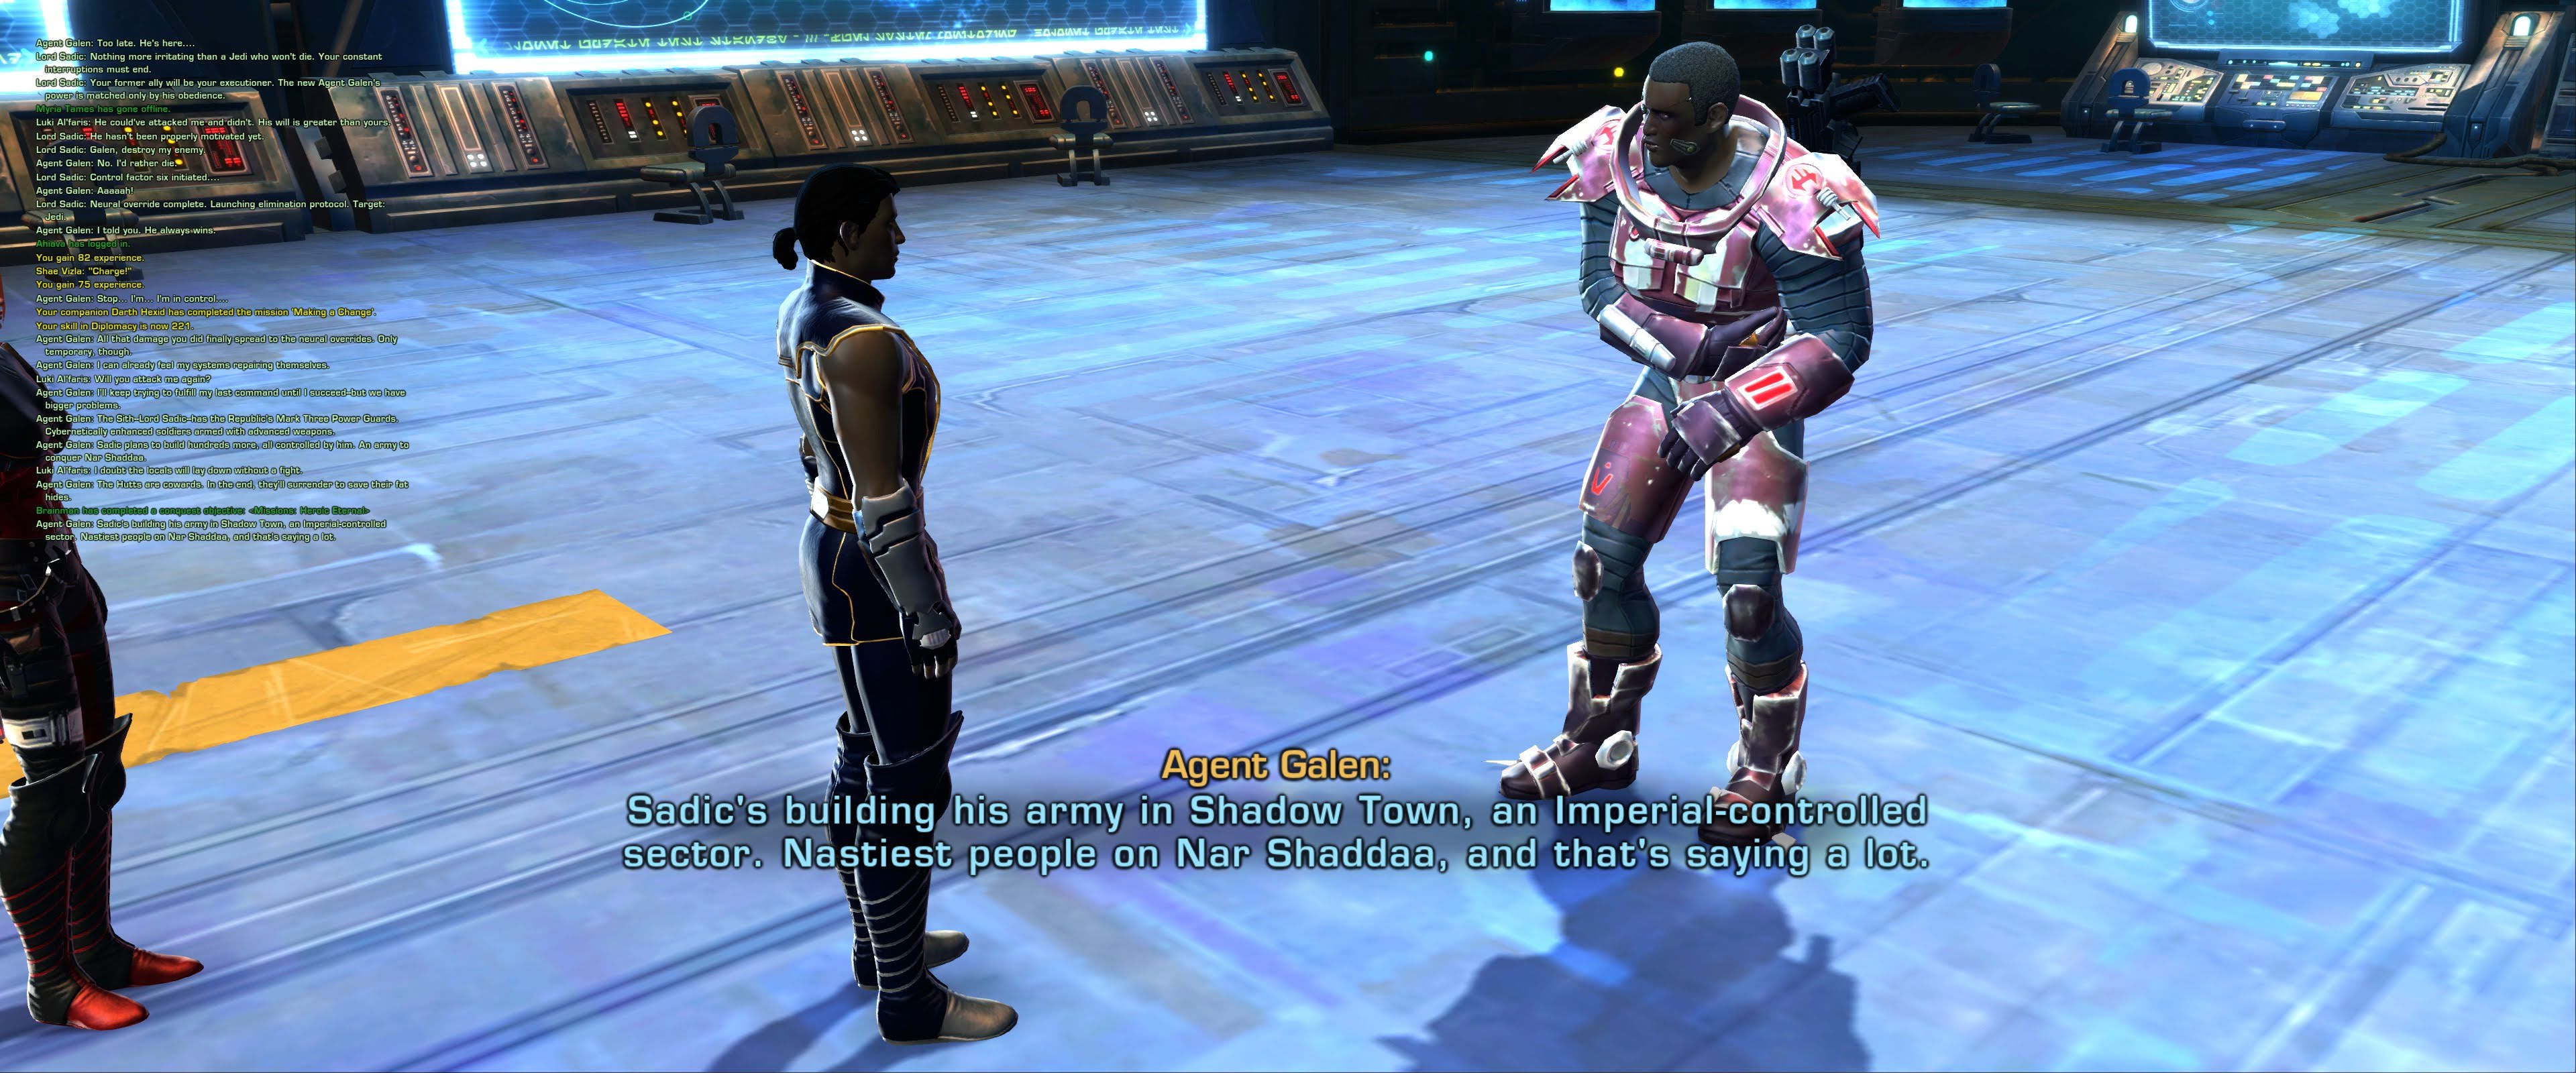 Agent Galen: Too late. He's here....
Lord Sadic: Nothing more irritating than a Jedi who won't die. Your constant
interruptions must end.
Lord Sadic: Your former ally will be your executioner. The new Agent Galen's
power is matched only by his obedience.
Myria Tames has gone offline.
Luki Al'faris: He could've attacked me and didn't. His will is greater than yours.
Lord Sadic: He hasn't been properly motivated yet.
Lord Sadic: Galen, destroy my enemy.
Agent Galen: No. I'd rather die.
Lord Sadic: Control factor six initiated....
Agent Galen: Aaaaah!
Lord Sadic: Neural override complete. Launching elimination protocol. Target:
Jedi.
Agent Galen: I told you. He always wins.
Ahiava has logged in.
You gain 82 experience.
Shae Vizla: "Charge!"
You gain 75 experience.
Agent Galen: Stop... I'm... I'm in control....
Your companion Darth Hexid has completed the mission 'Making a Change'.
Your skill in Diplomacy is now 221.
Agent Galen: All that damage you did finally spread to the neural overrides. Only
temporary, though.
Agent Galen: I can already feel my systems repairing themselves.
Luki Al'faris: Will you attack me again?
Agent Galen: I'll keep trying to fulfill my last command until I succeed–but we have
bigger problems.
Agent Galen: The Sith–Lord Sadic–has the Republic's Mark Three Power Guards.
Cybernetically enhanced soldiers armed with advanced weapons.
Agent Galen: Sadic plans to build hundreds more, all controlled by him. An army to
conquer Nar Shaddaa.
Luki Al'faris: I doubt the locals will lay down without a fight.
Agent Galen: The Hutts are cowards. In the end, they'll surrender to save their fat
hides.
Brainman has completed a conquest objective: <Missions: Heroic Eternal>
Agent Galen: Sadic's building his army in Shadow Town, an Imperial-controlled
sector. Nastiest people on Nar Shaddaa, and that's saying a lot.
Agent Galen:
Sadic's building his army in Shadow Town, an Imperial-controlled
sector. Nastiest people on Nar Shaddaa, and that's saying a lot.